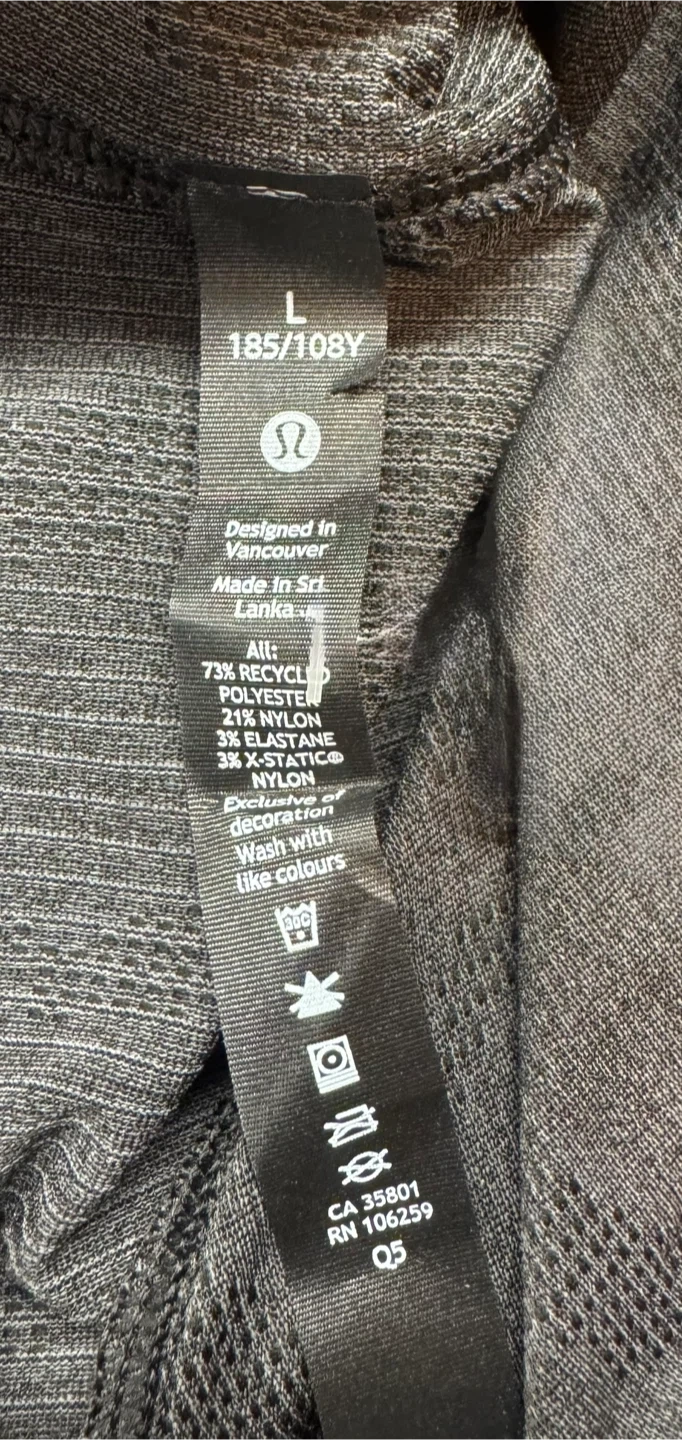 L
185/108Y
Designed in
Vancouver
Made in Sri
Lanka
All:
73% RECYCLED
POLYESTER
21% NYLON
3% ELASTANE
3% X-STATIC®
NYLON
Exclusive of
decoration
Wash with
like colours
30C
CA 35801
RN 106259
Q5